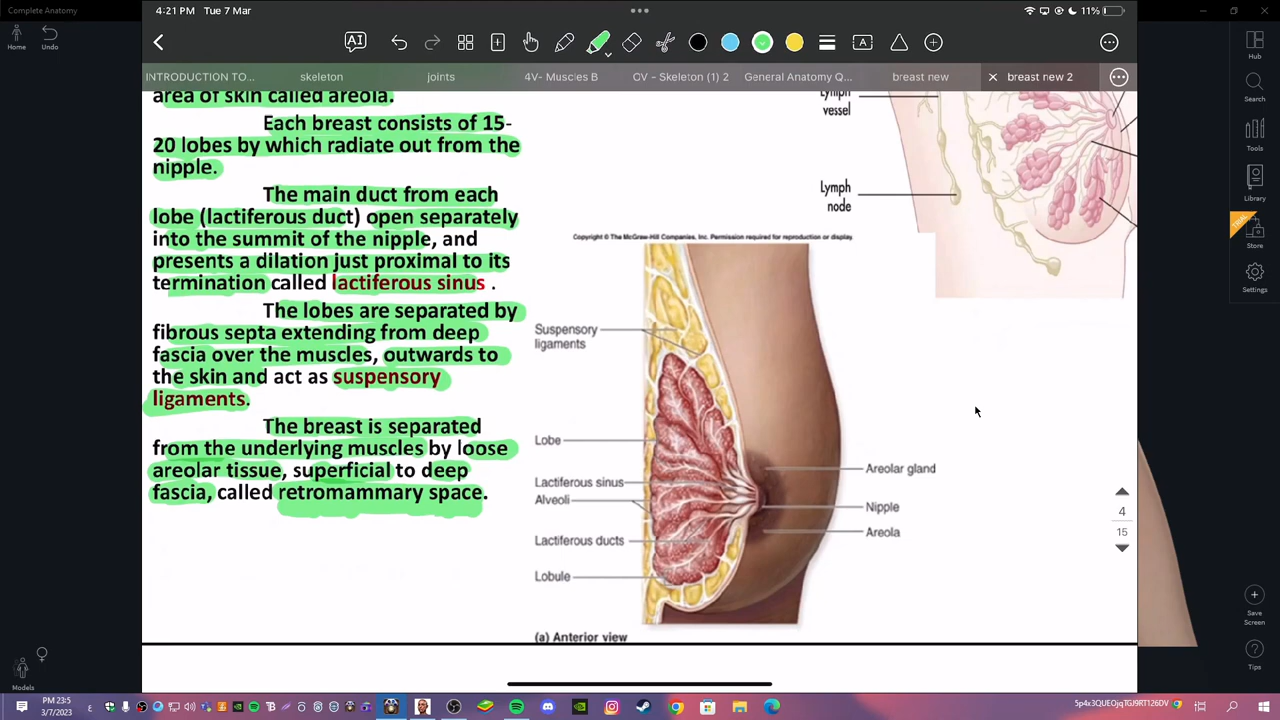 Complete Anatomy
4:21 PM Tue 7 Mar
11%
Home
Undo
INTRODUCTION TO...
skeleton
joints
4V- Muscles B
CV - Skeleton (1) 2
General Anatomy Q...
breast new
breast new 2
area of skin called areola.
Each breast consists of 15-
20 lobes by which radiate out from the
nipple.
The main duct from each
lobe (lactiferous duct) open separately
into the summit of the nipple, and
presents a dilation just proximal to its
termination called lactiferous sinus .
The lobes are separated by
fibrous septa extending from deep
fascia over the muscles, outwards to
the skin and act as suspensory
ligaments.
The breast is separated
from the underlying muscles by loose
areolar tissue, superficial to deep
fascia, called retromammary space.
Lymph
vessel
Lymph
node
Copyright © The McGraw-Hill Companies, Inc. Permission required for reproduction or display.
Suspensory
ligaments
Lobe
Lactiferous sinus
Alveoli
Lactiferous ducts
Lobule
Areolar gland
Nipple
Areola
(a) Anterior view
4
15
Hub
Search
Tools
Library
TRIAL
Store
Settings
Save
Screen
Tips
Models
PM 23:5
3/7/2023
5p4x3QUEOjqTGJ9RT126DV